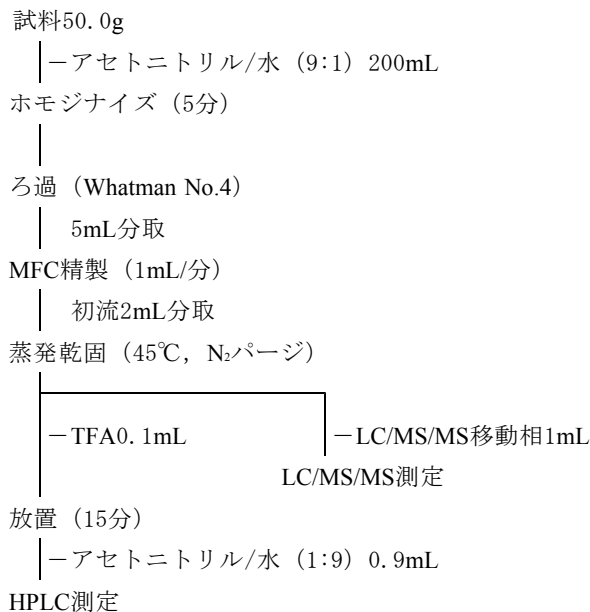 試料50.0g
－アセトニトリル/水（9:1）200mL
ホモジナイズ（5分）
ろ過（Whatman No.4）
5mL分取
MFC精製（1mL/分）
初流2mL分取
蒸発乾固（45℃，N₂パージ）
－TFA0.1mL －LC/MS/MS移動相1mL
LC/MS/MS測定
放置（15分）
－アセトニトリル/水（1:9）0.9mL
HPLC測定